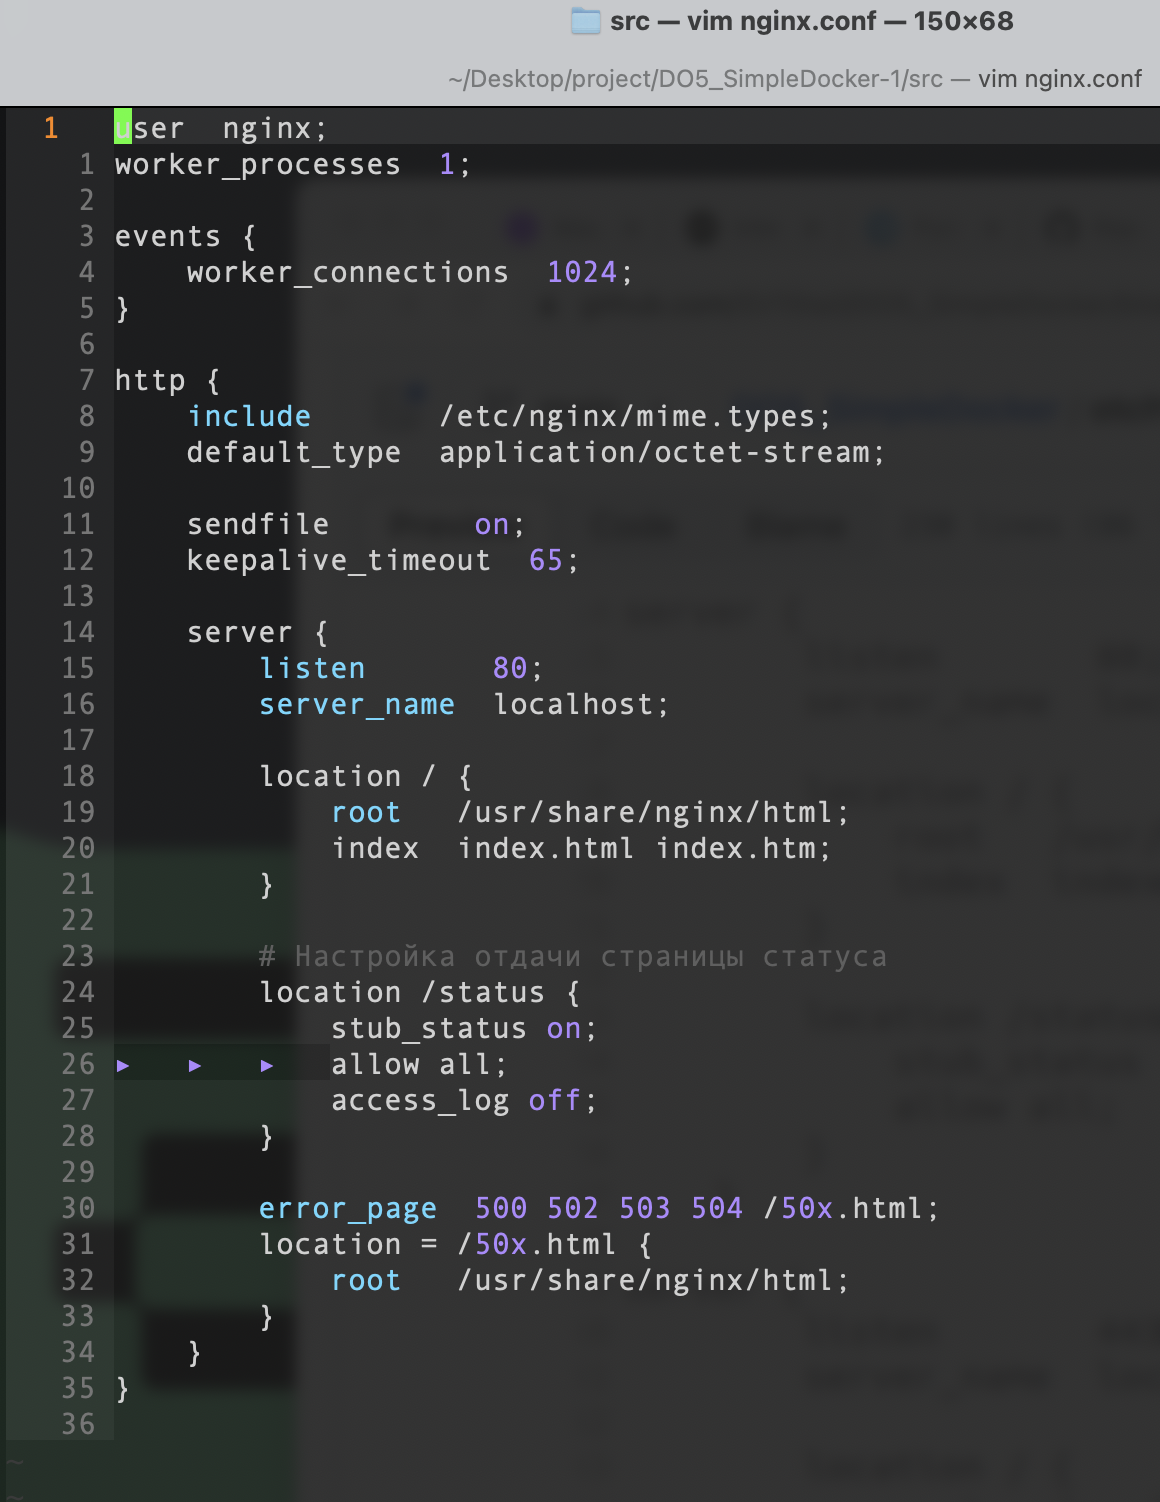 src — vim nginx.conf — 150×68
~/Desktop/project/DO5_SimpleDocker-1/src — vim nginx.conf
1 user  nginx;
1 worker_processes  1;
2
3 events {
4     worker_connections  1024;
5 }
6
7 http {
8     include       /etc/nginx/mime.types;
9     default_type  application/octet-stream;
10
11     sendfile        on;
12     keepalive_timeout  65;
13
14     server {
15         listen       80;
16         server_name  localhost;
17
18         location / {
19             root   /usr/share/nginx/html;
20             index  index.html index.htm;
21         }
22
23         # Настройка отдачи страницы статуса
24         location /status {
25             stub_status on;
26 ▸   ▸   ▸   allow all;
27             access_log off;
28         }
29
30         error_page  500 502 503 504 /50x.html;
31         location = /50x.html {
32             root   /usr/share/nginx/html;
33         }
34     }
35 }
36
~
~